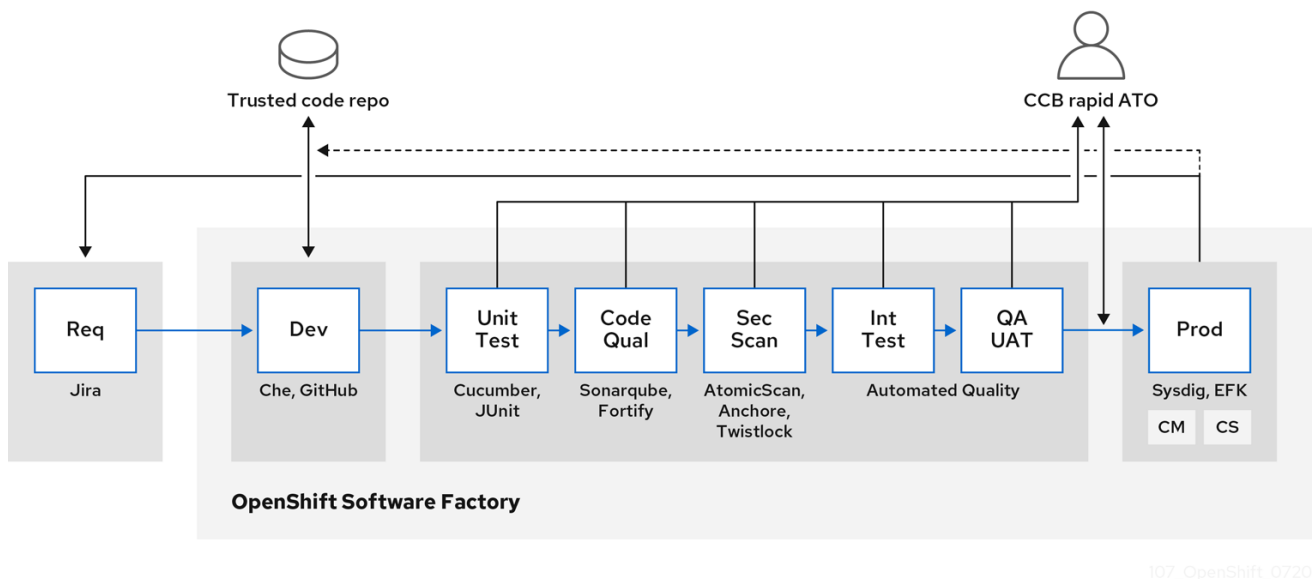 Trusted code repo
CCB rapid ATO
Req
Dev
Unit
Test
Code
Qual
Sec
Scan
Int
Test
QA
UAT
Prod
Jira
Che, GitHub
Cucumber,
JUnit
Sonarqube,
Fortify
AtomicScan,
Anchore,
Twistlock
Automated Quality
Sysdig, EFK
CM
CS
OpenShift Software Factory
107_OpenShift_0720